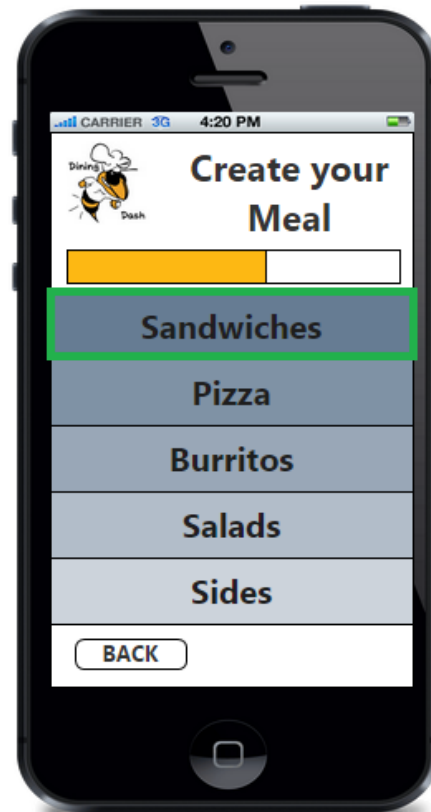 CARRIER 3G 4:20 PM
Dining
Dash
Create your
Meal
Sandwiches
Pizza
Burritos
Salads
Sides
BACK